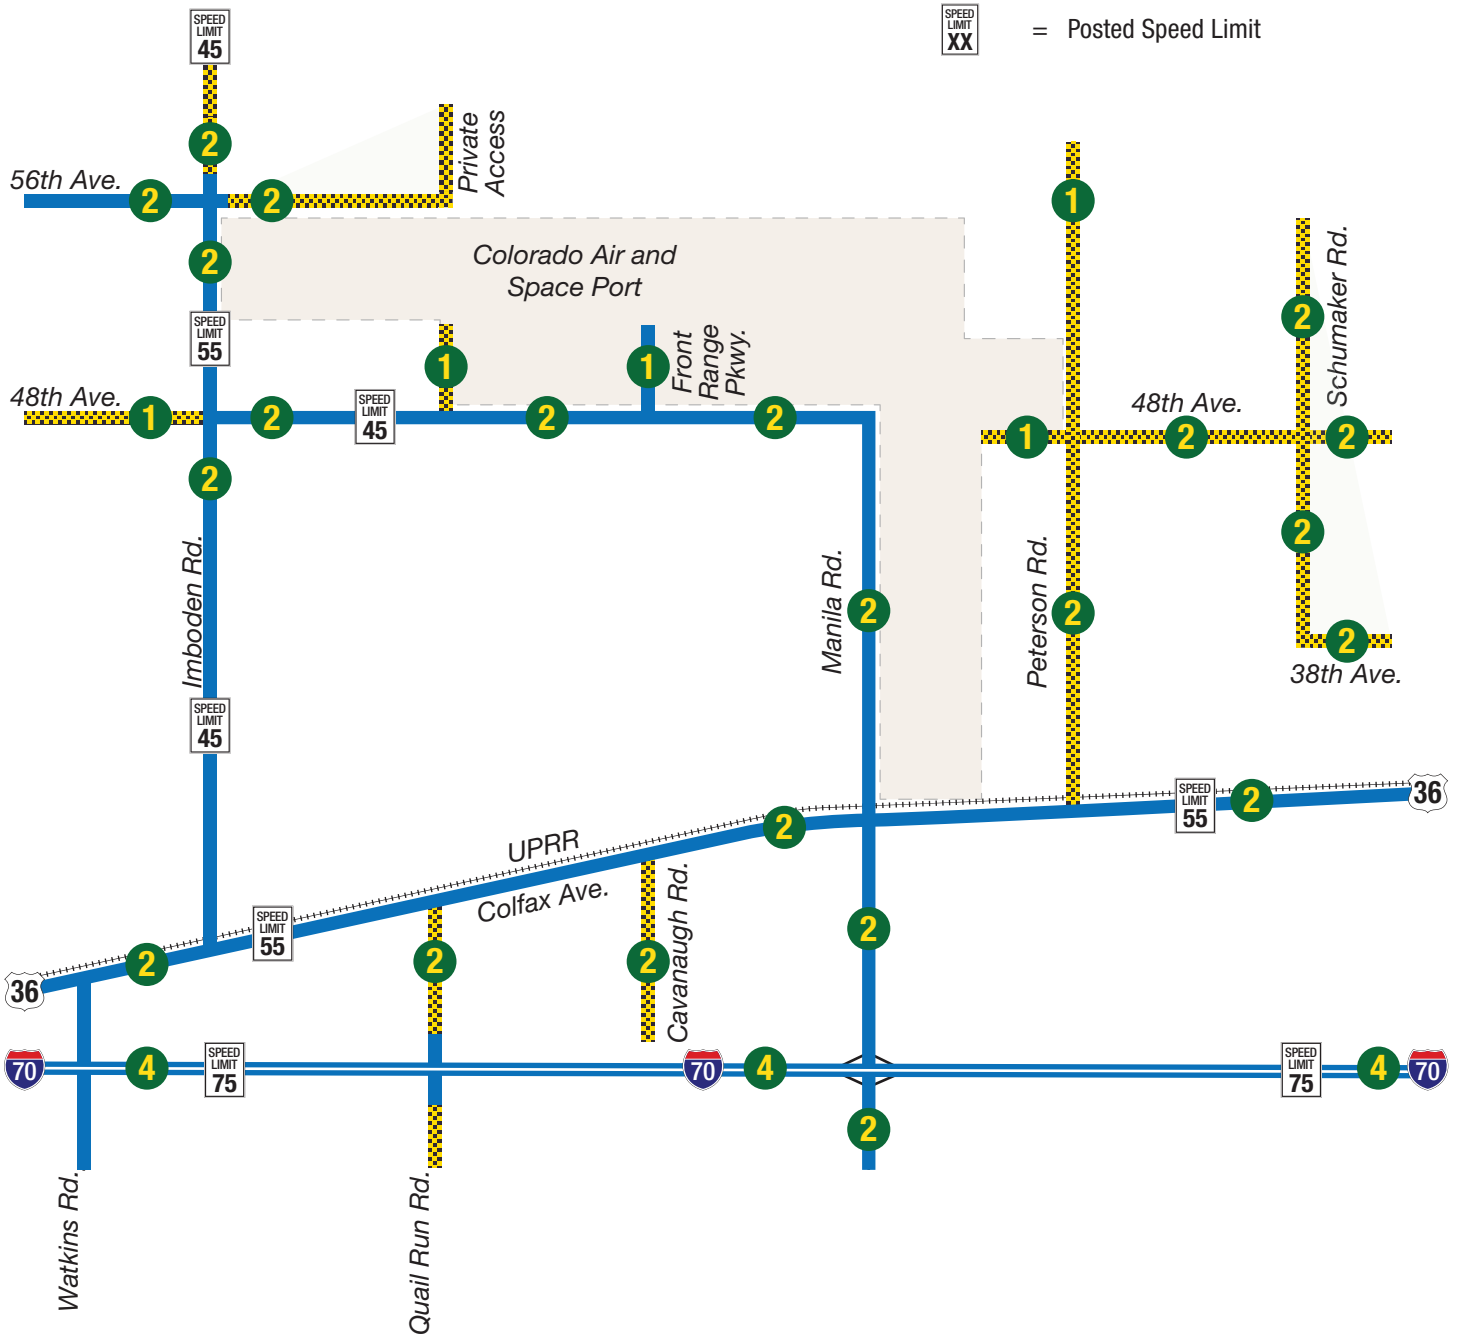 SPEED
LIMIT
45
SPEED
LIMIT
XX
= Posted Speed Limit
Private
Access
2
56th Ave.
2
2
1
Colorado Air and
Space Port
2
Schumaker Rd.
2
SPEED
LIMIT
55
Front
Range
Pkwy.
1
1
48th Ave.
1
2
SPEED
LIMIT
45
2
2
48th Ave.
1
2
2
2
2
Imboden Rd.
Manila Rd.
2
Peterson Rd.
2
2
38th Ave.
SPEED
LIMIT
45
SPEED
LIMIT
55
2
36
UPRR
2
Colfax Ave.
SPEED
LIMIT
55
2
36
2
2
Cavanaugh Rd.
2
70
4
SPEED
LIMIT
75
70
4
SPEED
LIMIT
75
4
70
2
Watkins Rd.
Quail Run Rd.